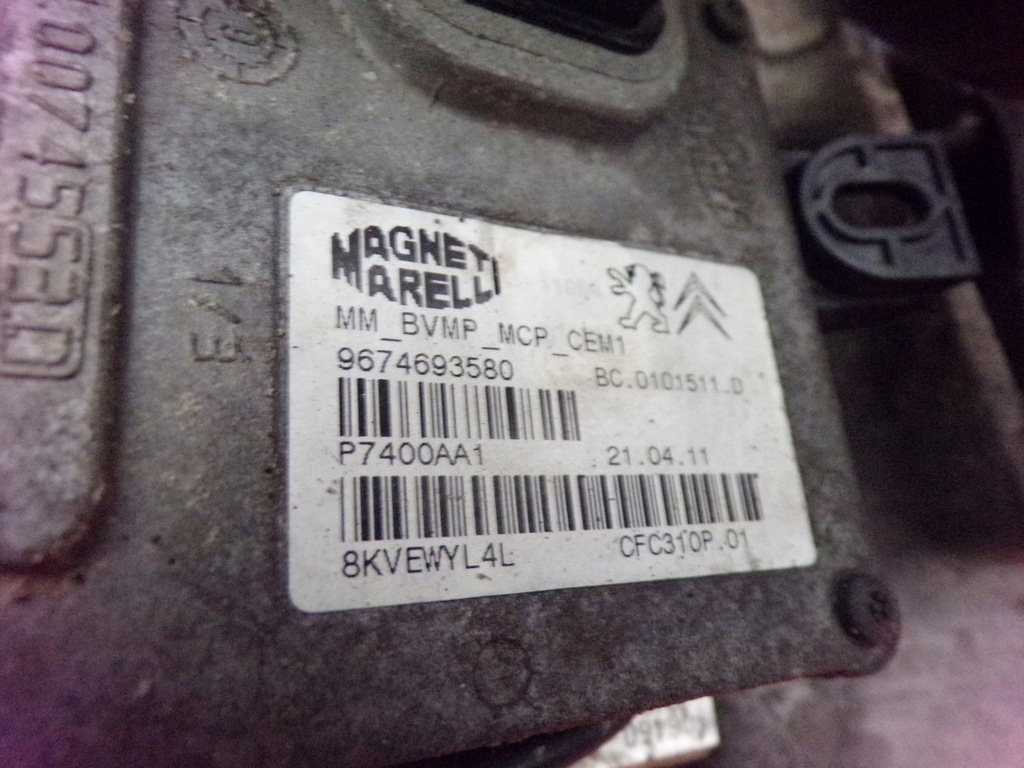 MAGNETI
MARELLI
MM_BVMP_MCP_CEM1
9674693580
BC.0101511.D
P7400AA1
21.04.11
8KVEWYL4L
CFC310P.01